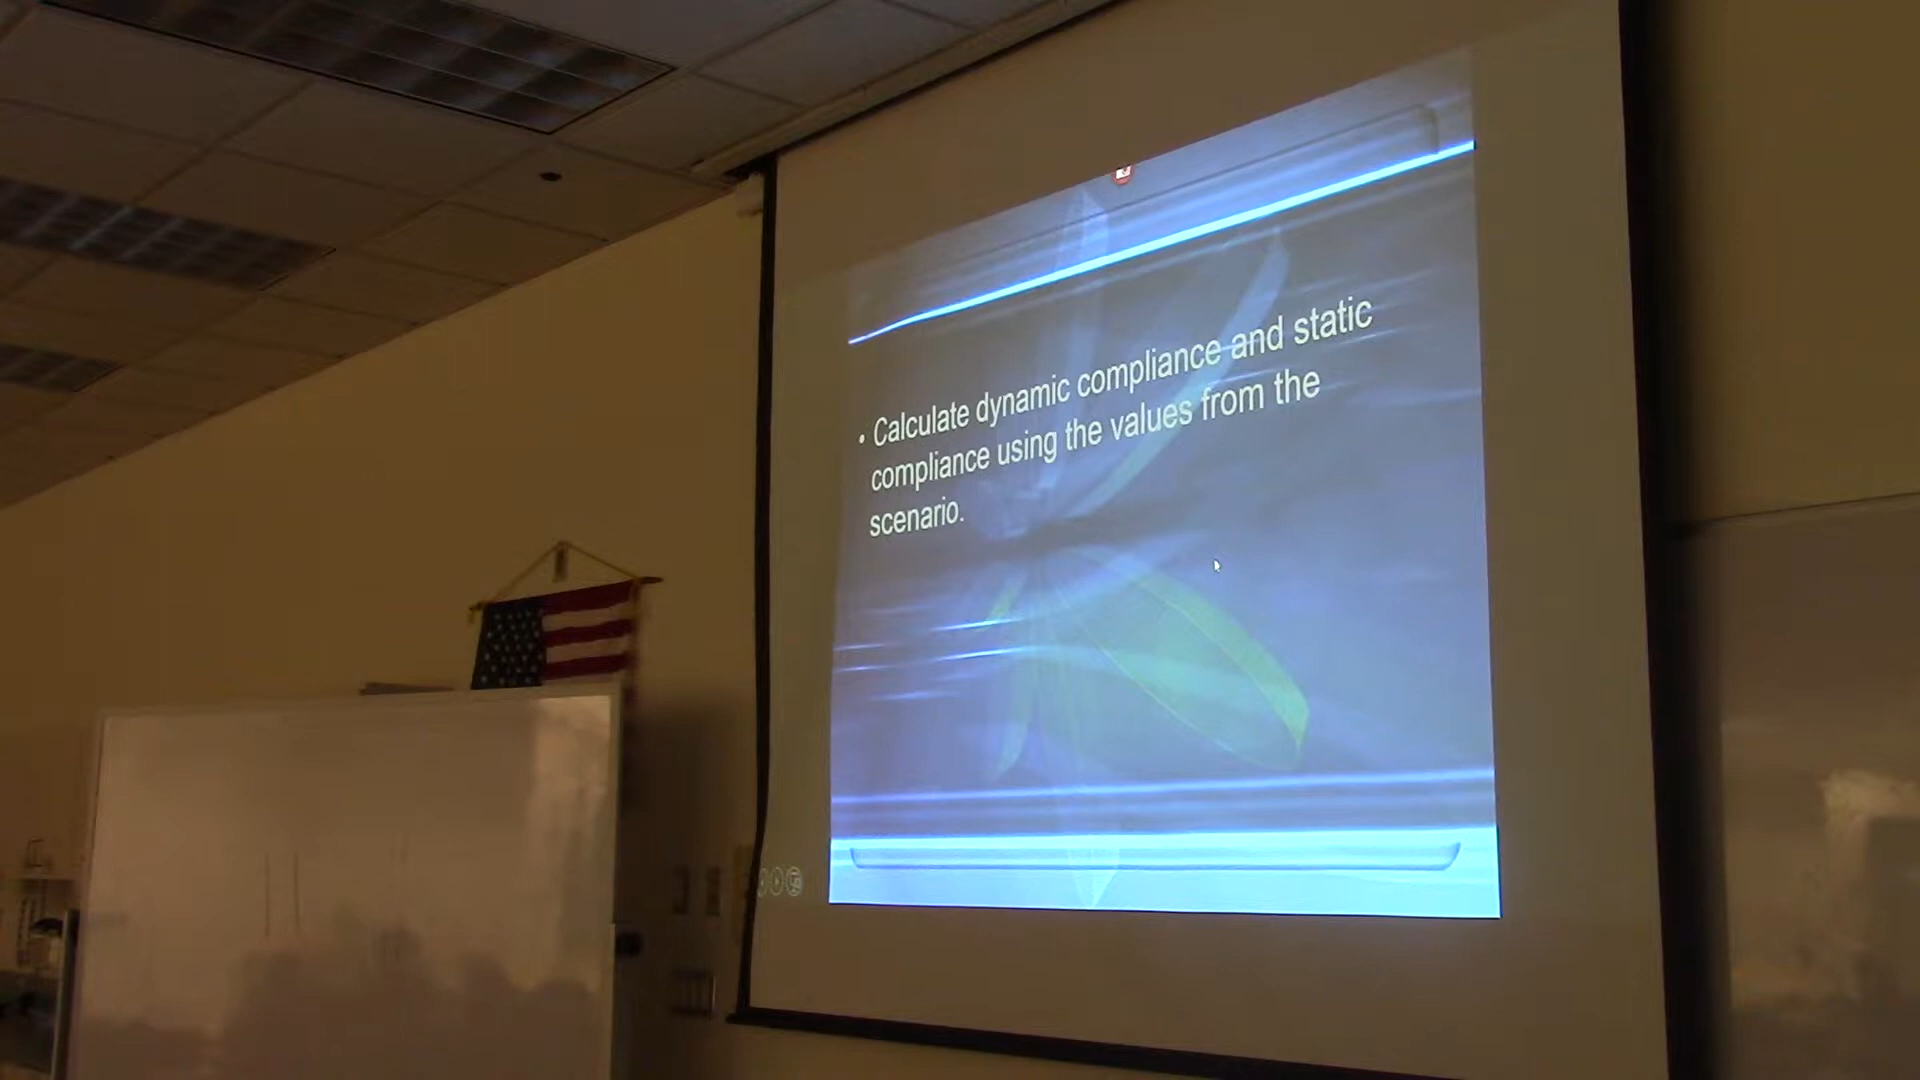 • Calculate dynamic compliance and static
compliance using the values from the
scenario.